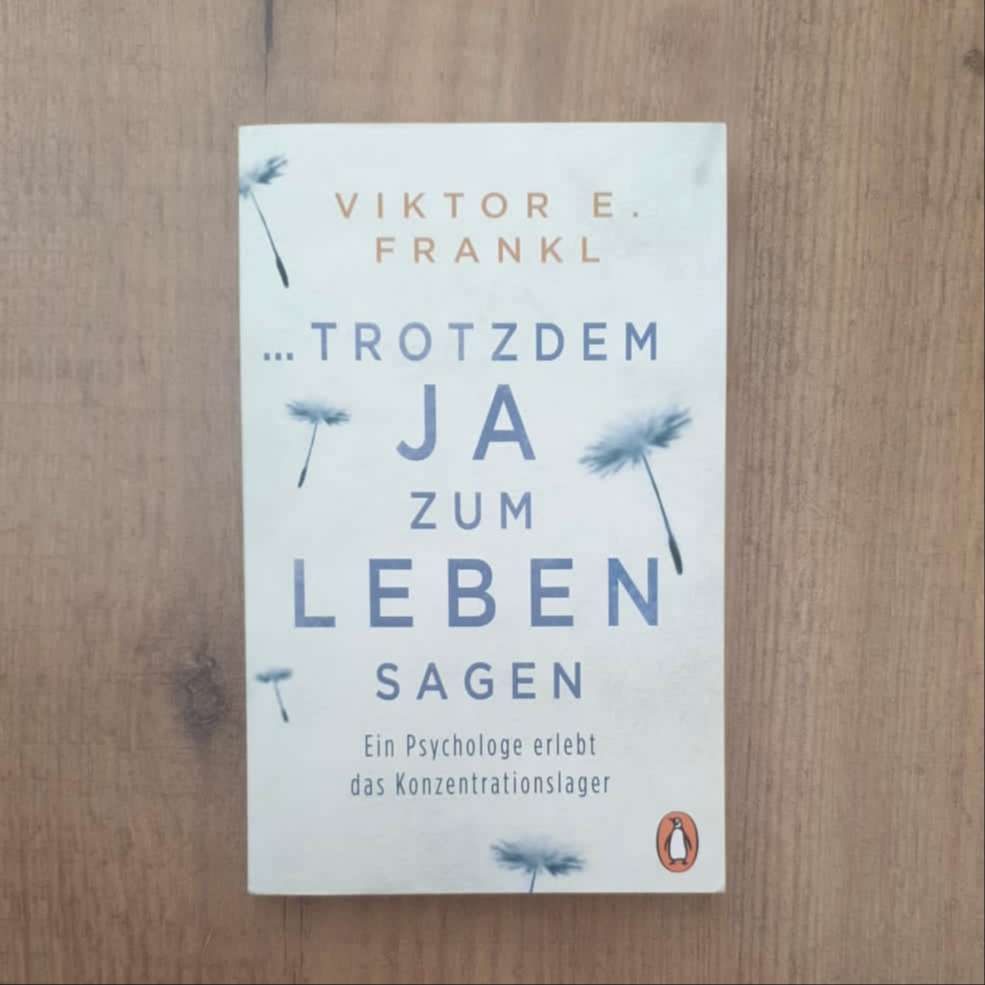 VIKTOR E.
FRANKL
... TROTZDEM
JA
ZUM
LEBEN
SAGEN
Ein Psychologe erlebt
das Konzentrationslager